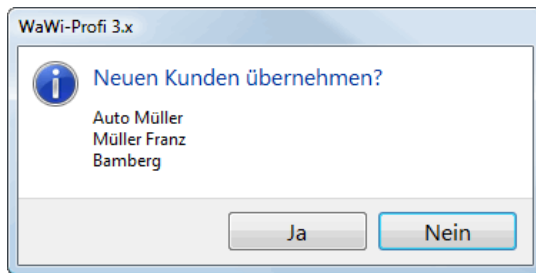 WaWi-Profi 3.x
Neuen Kunden übernehmen?
Auto Müller
Müller Franz
Bamberg
Ja
Nein